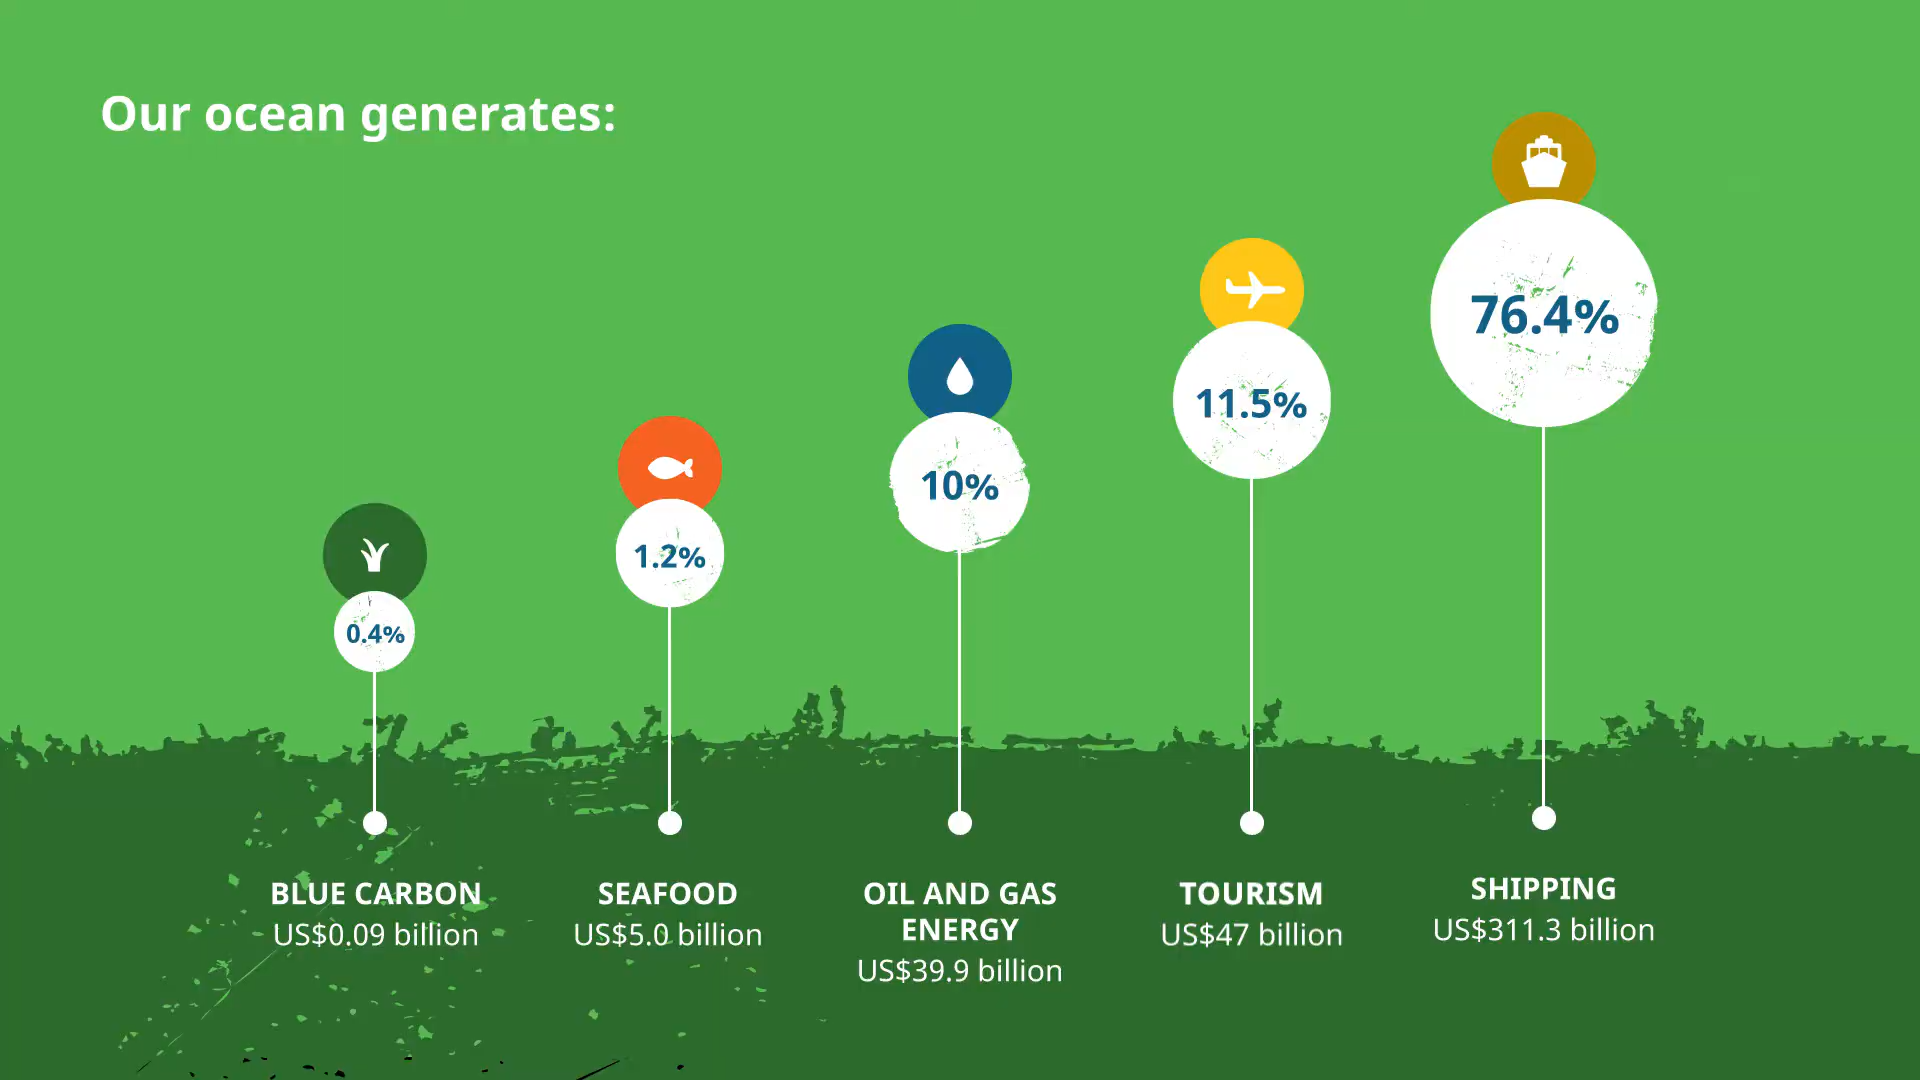 Our ocean generates:
0.4%
BLUE CARBON
US$0.09 billion
1.2%
SEAFOOD
US$5.0 billion
10%
OIL AND GAS
ENERGY
US$39.9 billion
11.5%
TOURISM
US$47 billion
76.4%
SHIPPING
US$311.3 billion